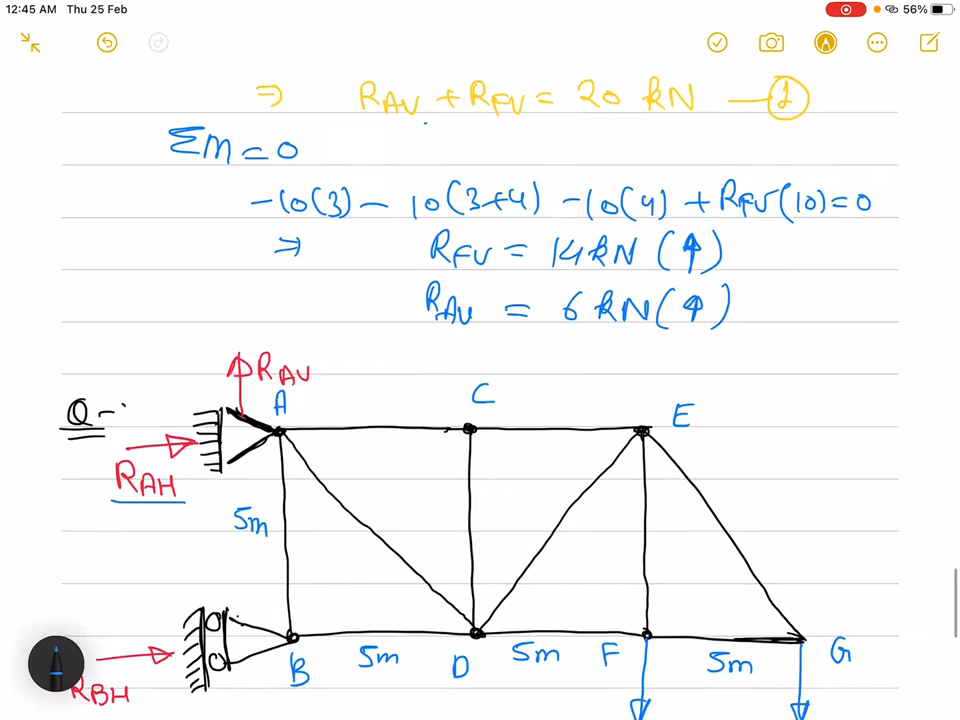 12:45 AM Thu 25 Feb 56%
⇒ RAV + RFV = 20 kN — ①
ΣM = 0
-10(3) - 10(3+4) - 10(4) + RFV(10) = 0
⇒ RFV = 14 kN (↑)
RAV = 6 kN (↑)
RAV
Q-:
A C E
RAH
5m
B 5m D 5m F 5m G
RBH